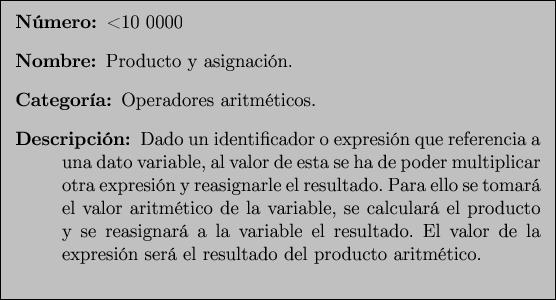 Número: <10 0000
Nombre: Producto y asignación.
Categoría: Operadores aritméticos.
Descripción: Dado un identificador o expresión que referencia a
una dato variable, al valor de esta se ha de poder multiplicar
otra expresión y reasignarle el resultado. Para ello se tomará
el valor aritmético de la variable, se calculará el producto
y se reasignará a la variable el resultado. El valor de la
expresión será el resultado del producto aritmético.